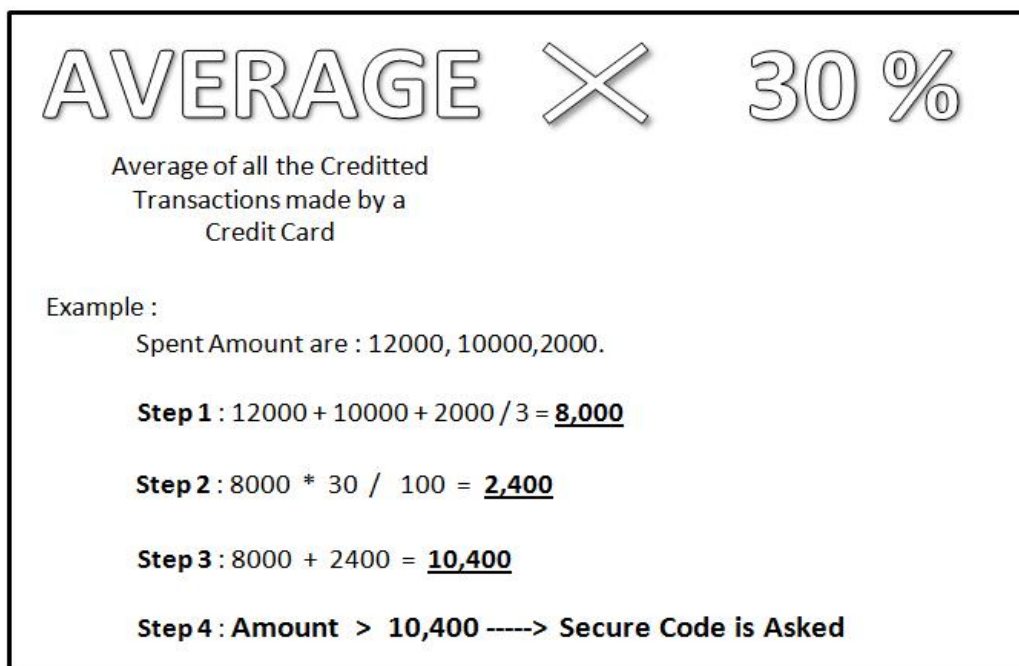 AVERAGE X 30 %
Average of all the Creditted
Transactions made by a
Credit Card
Example :
Spent Amount are : 12000, 10000,2000.
Step 1 : 12000 + 10000 + 2000 / 3 = 8,000
Step 2 : 8000 * 30 / 100 = 2,400
Step 3 : 8000 + 2400 = 10,400
Step 4 : Amount > 10,400 -----> Secure Code is Asked